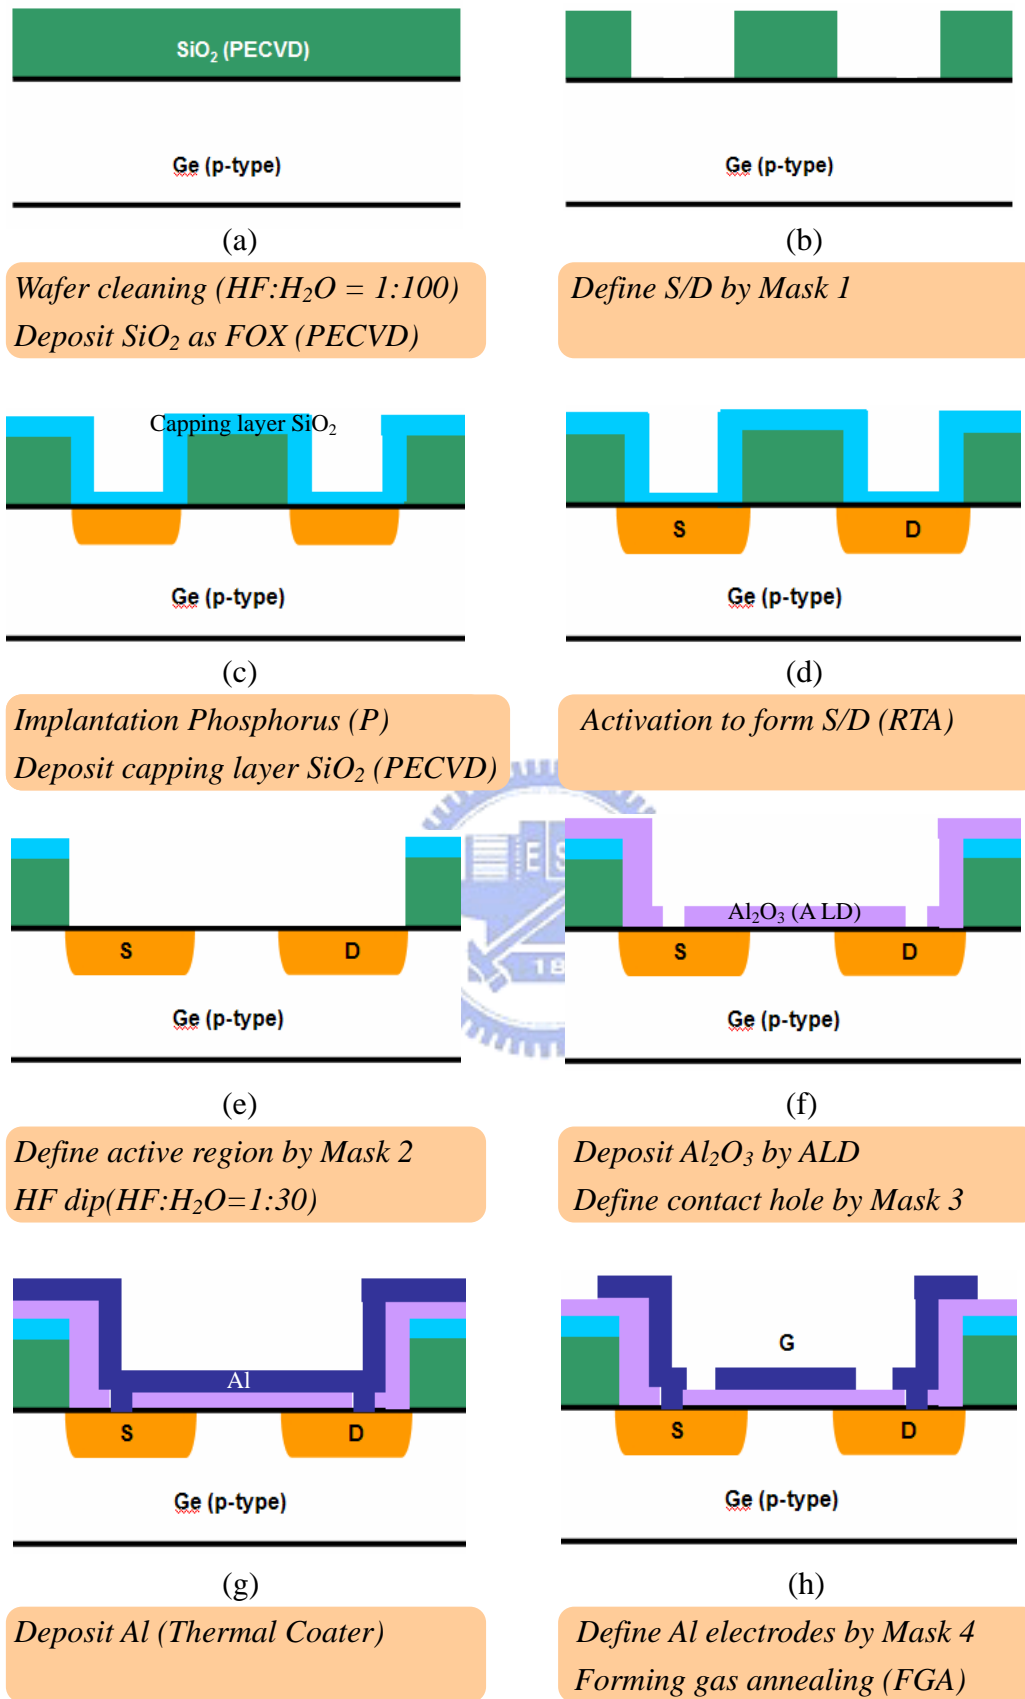 SiO₂ (PECVD)
Ge (p-type)
Ge (p-type)
(a)
(b)
Wafer cleaning (HF:H₂O = 1:100)
Deposit SiO₂ as FOX (PECVD)
Define S/D by Mask 1
Capping layer SiO₂
Ge (p-type)
S
D
Ge (p-type)
(c)
(d)
Implantation Phosphorus (P)
Deposit capping layer SiO₂ (PECVD)
Activation to form S/D (RTA)
S
D
Ge (p-type)
E S
18
Al₂O₃ (A LD)
S
D
Ge (p-type)
(e)
(f)
Define active region by Mask 2
HF dip(HF:H₂O=1:30)
Deposit Al₂O₃ by ALD
Define contact hole by Mask 3
Al
S
D
Ge (p-type)
G
S
D
Ge (p-type)
(g)
(h)
Deposit Al (Thermal Coater)
Define Al electrodes by Mask 4
Forming gas annealing (FGA)